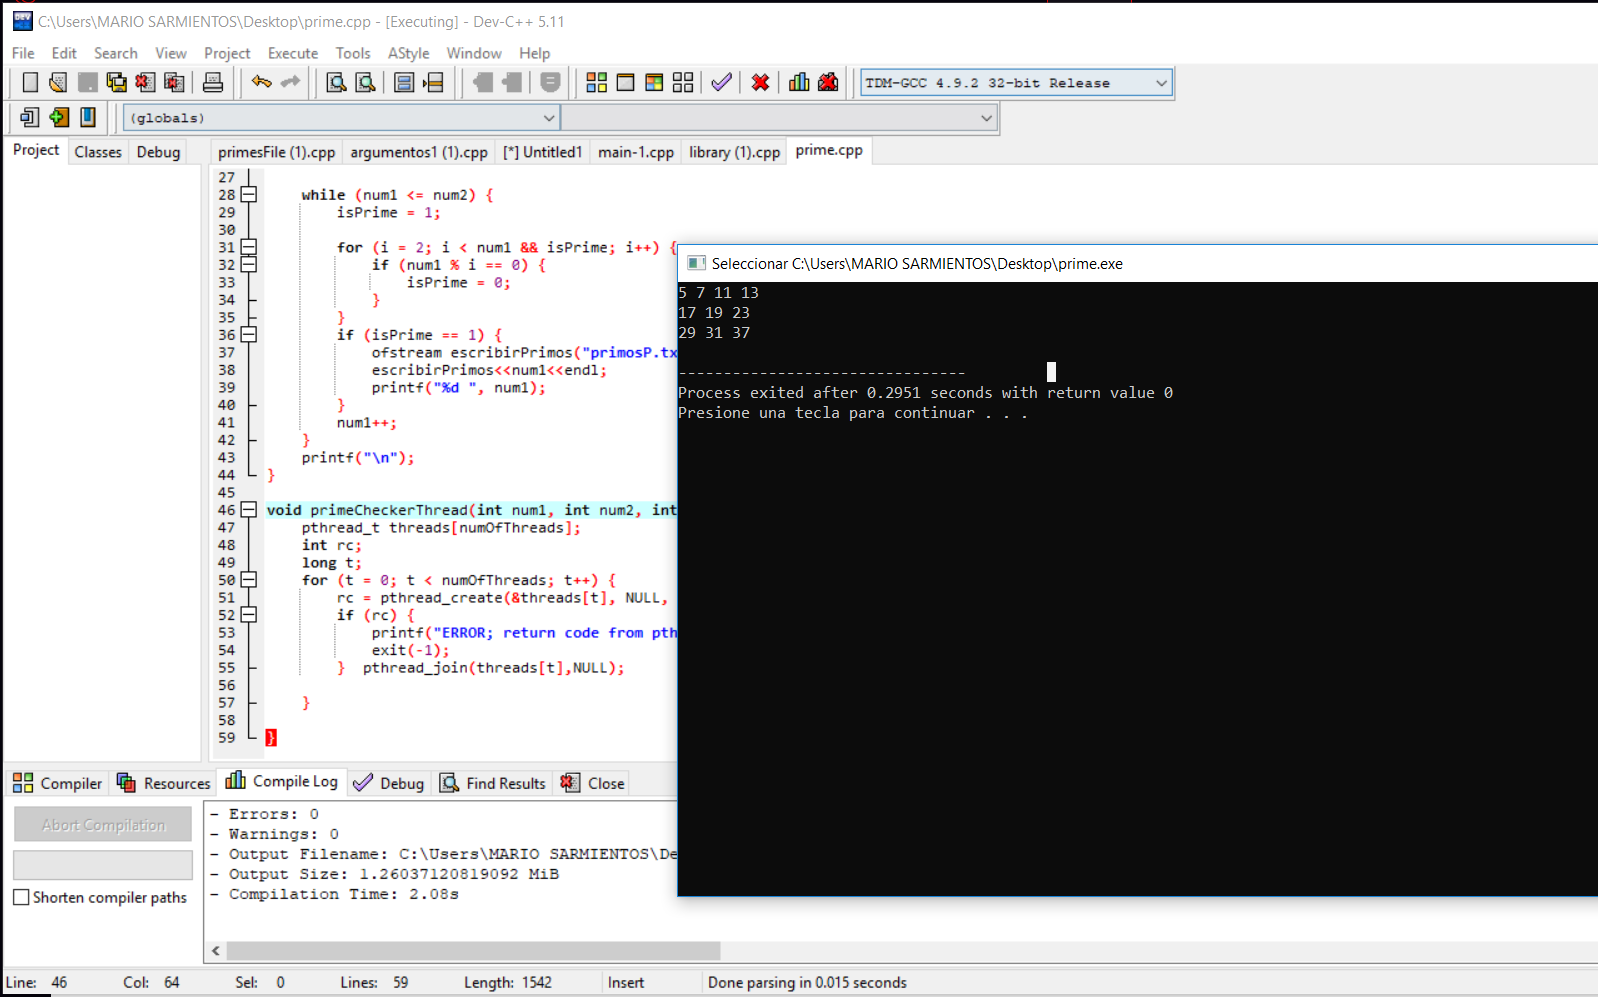 C:\Users\MARIO SARMIENTOS\Desktop\prime.cpp - [Executing] - Dev-C++ 5.11
File Edit Search View Project Execute Tools AStyle Window Help
TDM-GCC 4.9.2 32-bit Release
(globals)
Project Classes Debug primesFile (1).cpp argumentos1 (1).cpp [*] Untitled1 main-1.cpp library (1).cpp prime.cpp
27
28 while (num1 <= num2) {
29 isPrime = 1;
30
31 for (i = 2; i < num1 && isPrime; i++) {
32 if (num1 % i == 0) {
33 isPrime = 0;
34 }
35 }
36 if (isPrime == 1) {
37 ofstream escribirPrimos("primosP.tx
38 escribirPrimos<<num1<<endl;
39 printf("%d ", num1);
40 }
41 num1++;
42 }
43 printf("\n");
44 }
45
46 void primeCheckerThread(int num1, int num2, int
47 pthread_t threads[numOfThreads];
48 int rc;
49 long t;
50 for (t = 0; t < numOfThreads; t++) {
51 rc = pthread_create(&threads[t], NULL,
52 if (rc) {
53 printf("ERROR; return code from pth
54 exit(-1);
55 } pthread_join(threads[t],NULL);
56
57 }
58
59 }
Seleccionar C:\Users\MARIO SARMIENTOS\Desktop\prime.exe
5 7 11 13
17 19 23
29 31 37
--------------------------------
Process exited after 0.2951 seconds with return value 0
Presione una tecla para continuar . . .
Compiler Resources Compile Log Debug Find Results Close
Abort Compilation
Shorten compiler paths
- Errors: 0
- Warnings: 0
- Output Filename: C:\Users\MARIO SARMIENTOS\De
- Output Size: 1.26037120819092 MiB
- Compilation Time: 2.08s
Line: 46 Col: 64 Sel: 0 Lines: 59 Length: 1542 Insert Done parsing in 0.015 seconds